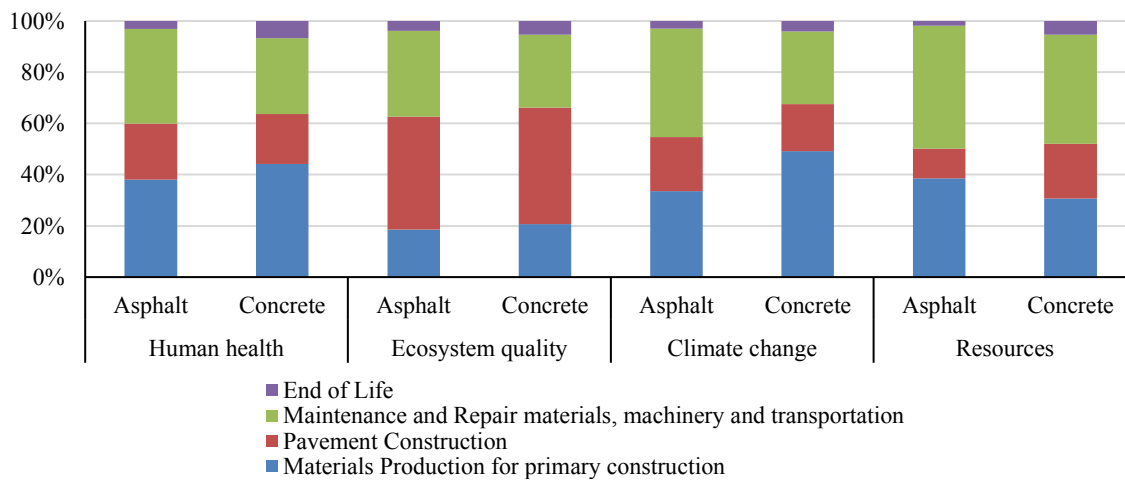 100%
80%
60%
40%
20%
0%
Asphalt Concrete Asphalt Concrete Asphalt Concrete Asphalt Concrete
Human health Ecosystem quality Climate change Resources
End of Life
Maintenance and Repair materials, machinery and transportation
Pavement Construction
Materials Production for primary construction